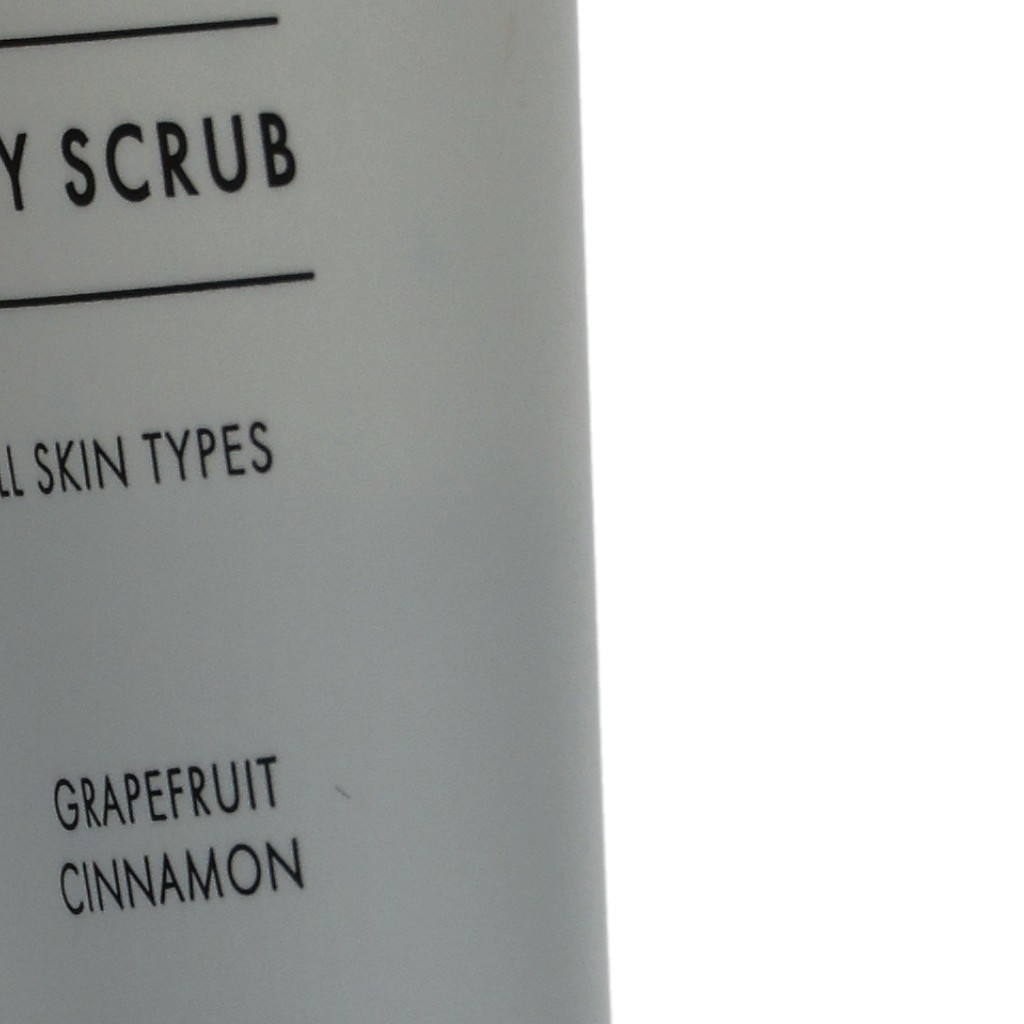 Y SCRUB
LL SKIN TYPES
GRAPEFRUIT
CINNAMON